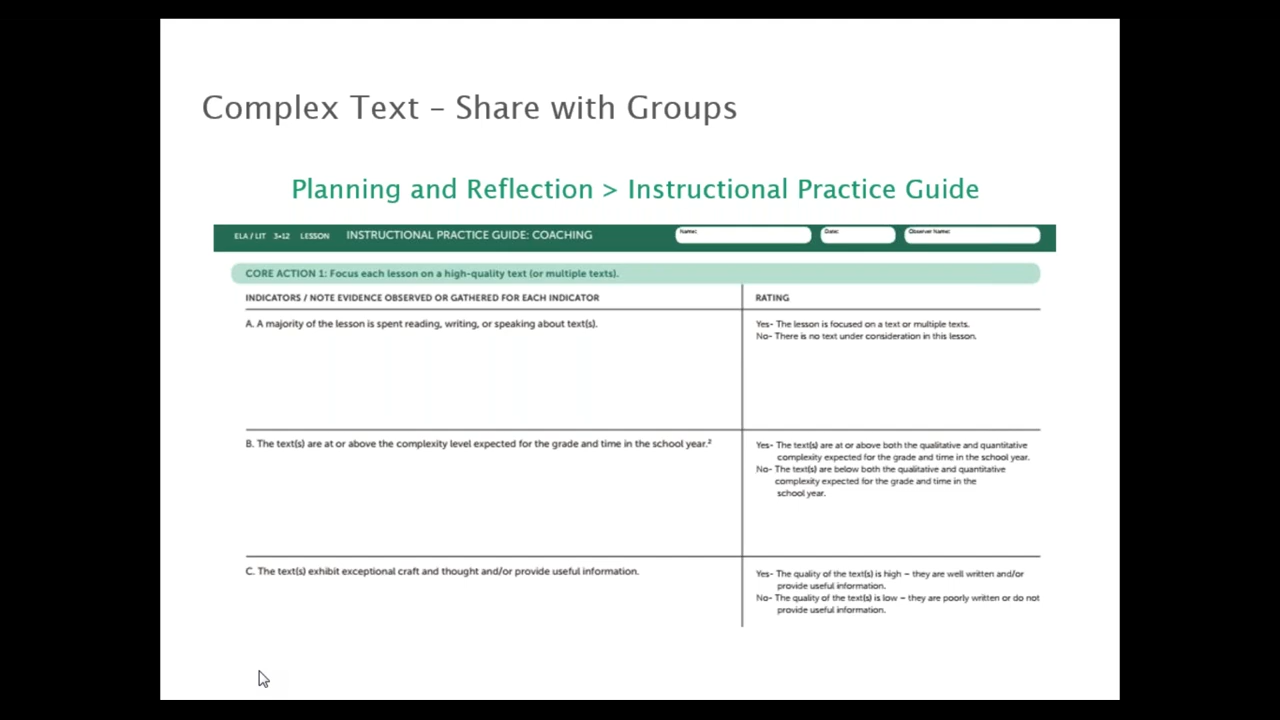 Complex Text – Share with Groups
Planning and Reflection > Instructional Practice Guide
ELA / LIT 3–12 LESSON INSTRUCTIONAL PRACTICE GUIDE: COACHING Name: Date: Observer Name:
CORE ACTION 1: Focus each lesson on a high-quality text (or multiple texts).
INDICATORS / NOTE EVIDENCE OBSERVED OR GATHERED FOR EACH INDICATOR RATING
A. A majority of the lesson is spent reading, writing, or speaking about text(s).
Yes- The lesson is focused on a text or multiple texts.
No- There is no text under consideration in this lesson.
B. The text(s) are at or above the complexity level expected for the grade and time in the school year.²
Yes- The text(s) are at or above both the qualitative and quantitative
complexity expected for the grade and time in the school year.
No- The text(s) are below both the qualitative and quantitative
complexity expected for the grade and time in the
school year.
C. The text(s) exhibit exceptional craft and thought and/or provide useful information.
Yes- The quality of the text(s) is high – they are well written and/or
provide useful information.
No- The quality of the text(s) is low – they are poorly written or do not
provide useful information.